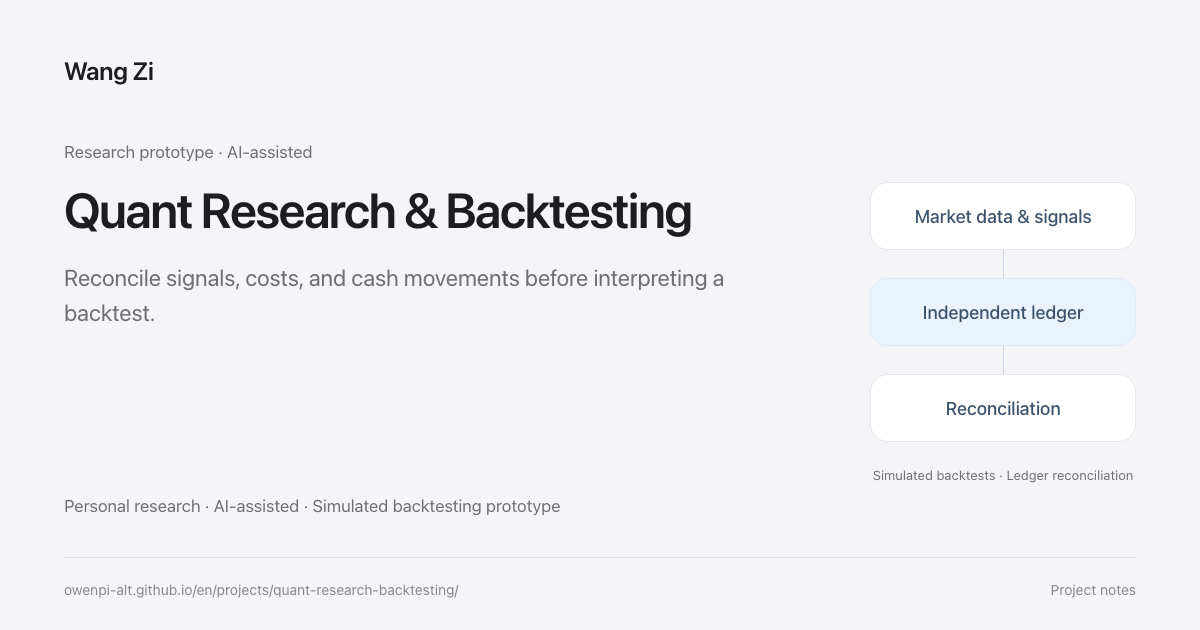 Wang Zi
Research prototype · AI-assisted
Quant Research & Backtesting
Reconcile signals, costs, and cash movements before interpreting a
backtest.
Market data & signals
Independent ledger
Reconciliation
Simulated backtests · Ledger reconciliation
Personal research · AI-assisted · Simulated backtesting prototype
owenpi-alt.github.io/en/projects/quant-research-backtesting/
Project notes